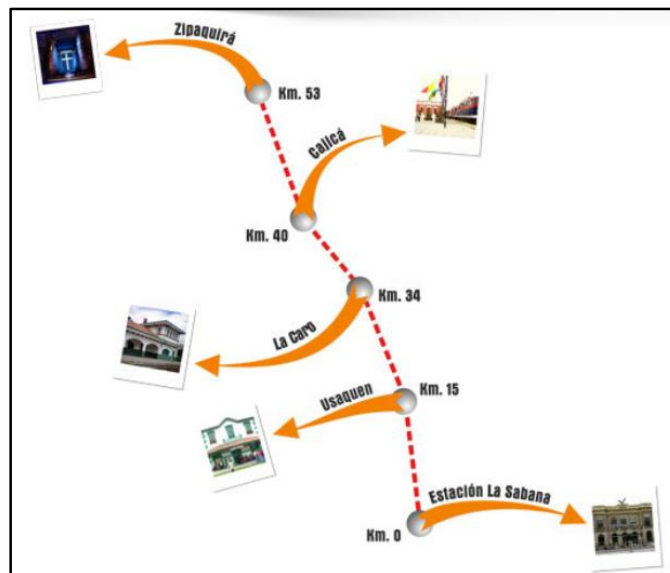 Zipaquirá
Km. 53
Cajicá
Km. 40
Km. 34
La Caro
Usaquen
Km. 15
Estación La Sabana
Km. 0